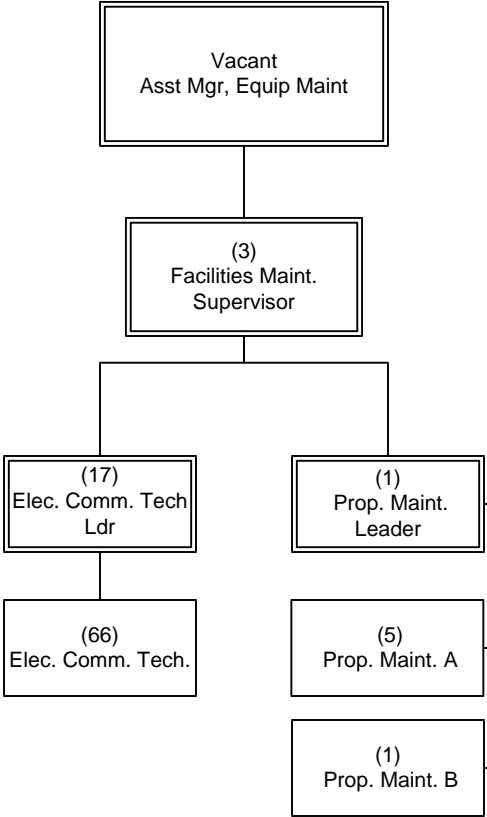 Vacant
Asst Mgr, Equip Maint
(3)
Facilities Maint.
Supervisor
(17)
Elec. Comm. Tech
Ldr
(1)
Prop. Maint.
Leader
(66)
Elec. Comm. Tech.
(5)
Prop. Maint. A
(1)
Prop. Maint. B